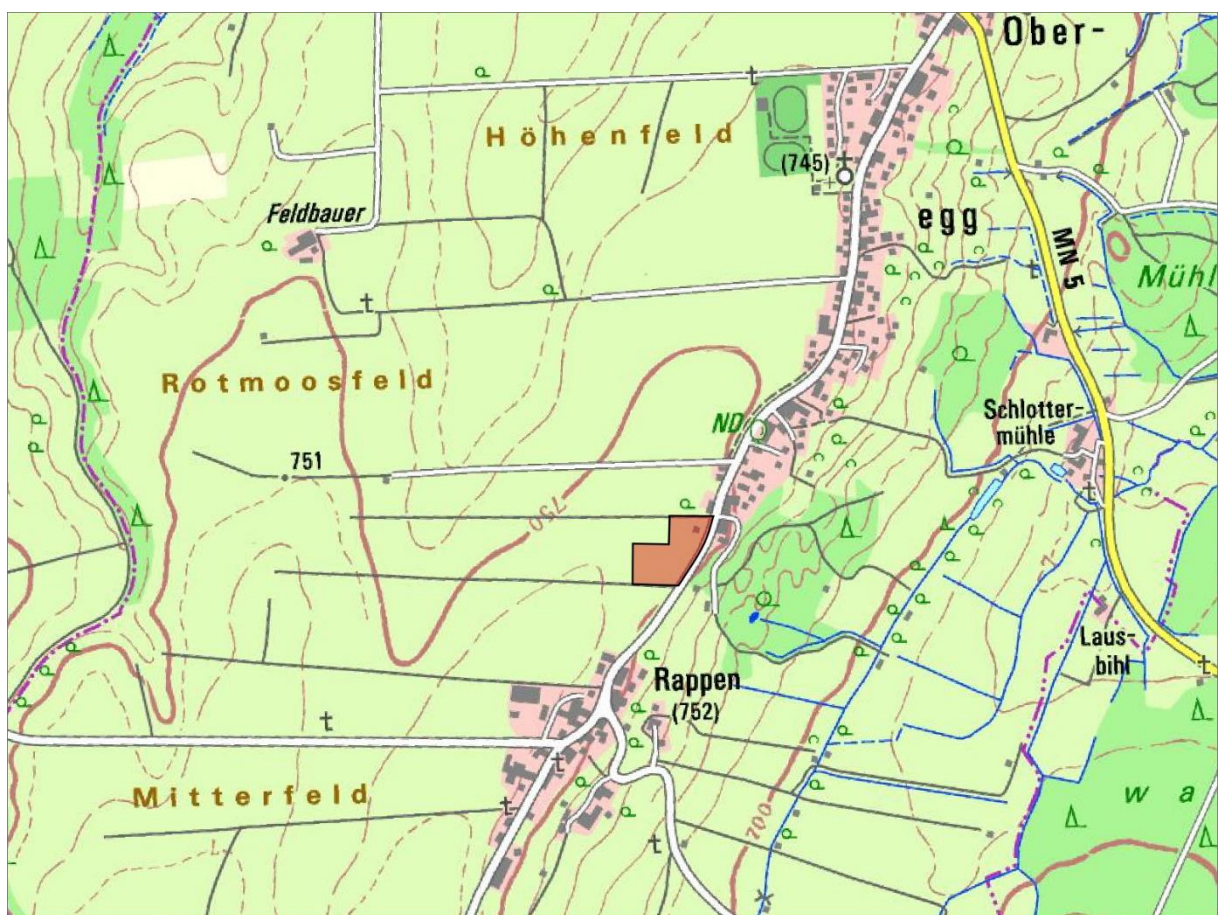 Ober-
Höhenfeld
(745)
egg
Feldbauer
MN 5
Mühl
Rotmoosfeld
ND
Schlotter-
mühle
751
750
Laus-
bihl
Rappen
(752)
Mitterfeld
700
w a